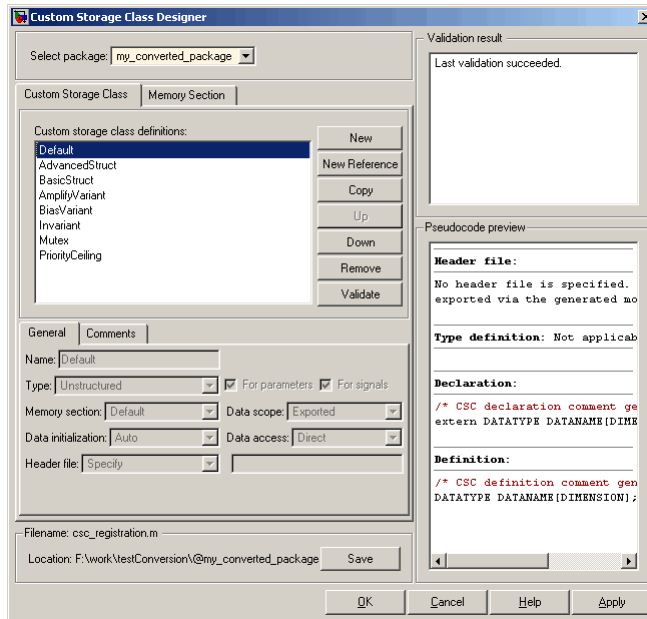 Custom Storage Class Designer
Select package: my_converted_package
Custom Storage Class
Memory Section
Custom storage class definitions:
Default
AdvancedStruct
BasicStruct
AmplifyVariant
BiasVariant
Invariant
Mutex
PriorityCeiling
New
New Reference
Copy
Up
Down
Remove
Validate
General
Comments
Name: Default
Type: Unstructured
For parameters
For signals
Memory section: Default
Data scope: Exported
Data initialization: Auto
Data access: Direct
Header file: Specify
Filename: csc_registration.m
Location: F:\work\testConversion\@my_converted_package
Save
Validation result
Last validation succeeded.
Pseudocode preview
Header file:
No header file is specified.
exported via the generated mo
Type definition: Not applicab
Declaration:
/* CSC declaration comment ge
extern DATATYPE DATANAME[DIME
Definition:
/* CSC definition comment gen
DATATYPE DATANAME[DIMENSION];
OK
Cancel
Help
Apply